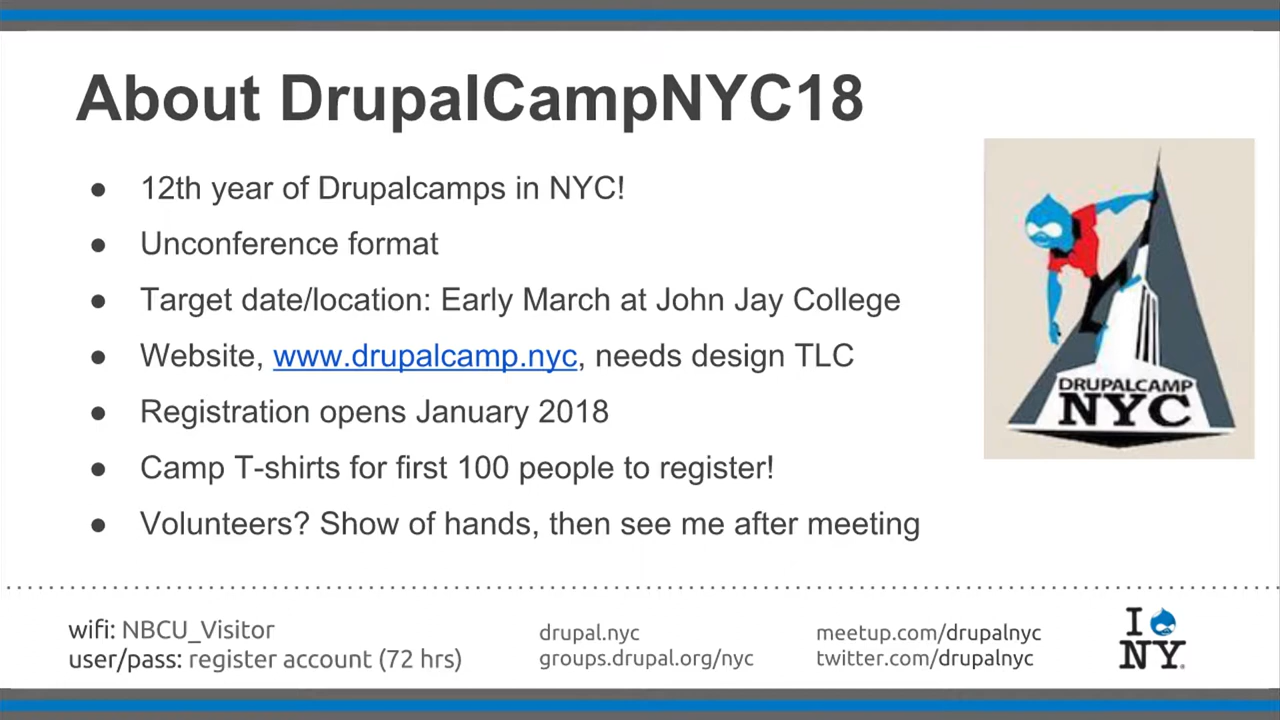 About DrupalCampNYC18
● 12th year of Drupalcamps in NYC!
● Unconference format
● Target date/location: Early March at John Jay College
● Website, www.drupalcamp.nyc, needs design TLC
● Registration opens January 2018
● Camp T-shirts for first 100 people to register!
● Volunteers? Show of hands, then see me after meeting
DRUPALCAMP
NYC
wifi: NBCU_Visitor
user/pass: register account (72 hrs)
drupal.nyc
groups.drupal.org/nyc
meetup.com/drupalnyc
twitter.com/drupalnyc
I
NY